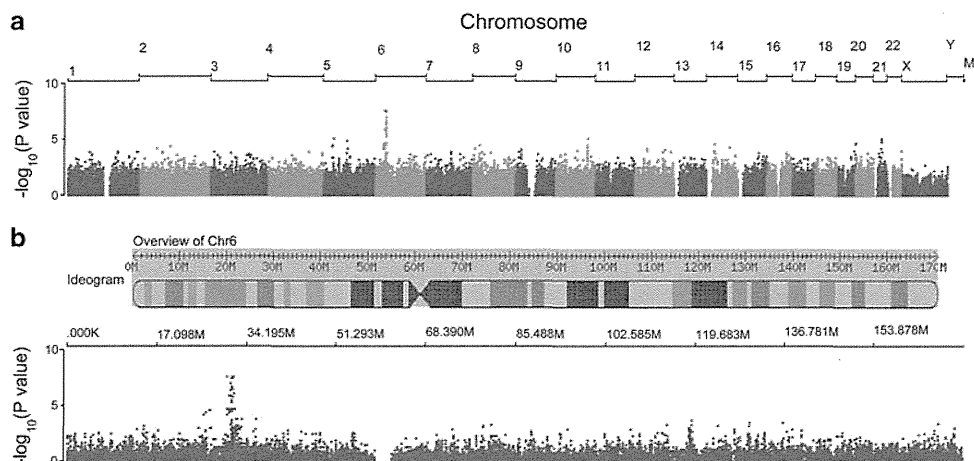 a
Chromosome
2 4 6 8 10 12 14 16 18 20 22 Y
1 3 5 7 9 11 13 15 17 19 21 X M
10
5
0
-log10(P value)
b
Overview of Chr6
0M 10M 20M 30M 40M 50M 60M 70M 80M 90M 100M 110M 120M 130M 140M 150M 160M 170M
Ideogram
.000K 17.098M 34.195M 51.293M 68.390M 85.488M 102.585M 119.683M 136.781M 153.878M
10
5
0
-log10(P value)